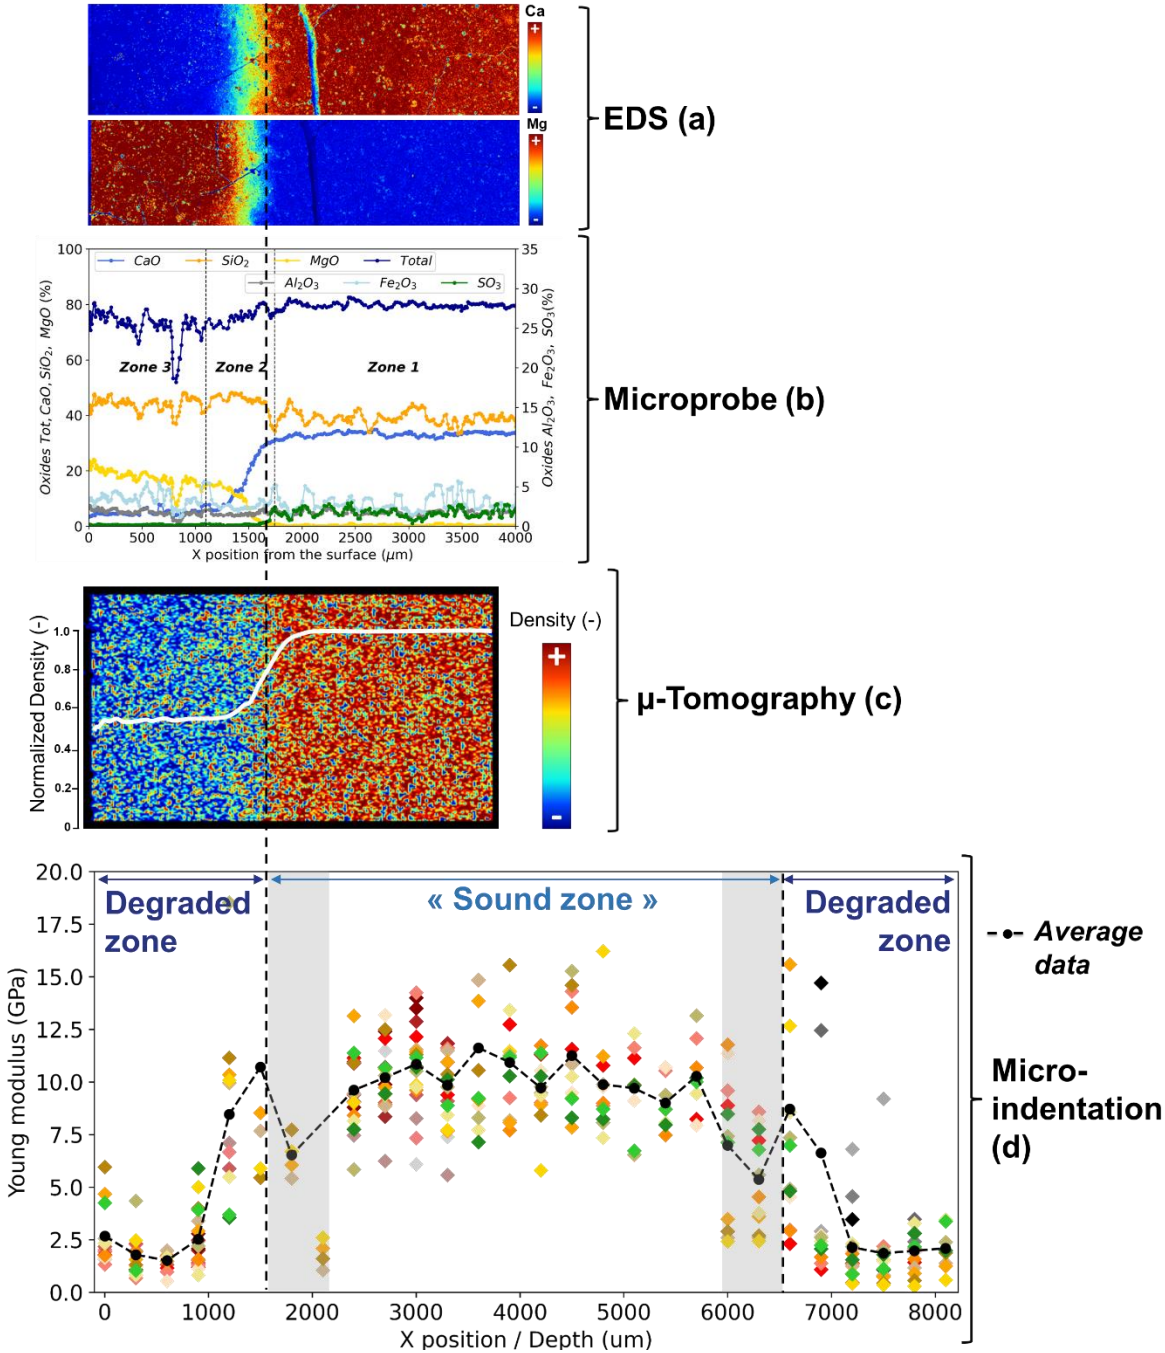 Ca
+
-
Mg
+
-
EDS (a)
100
80
60
40
20
0
Oxides Tot, CaO, SiO₂, MgO (%)
CaO
SiO₂
MgO
Total
Al₂O₃
Fe₂O₃
SO₃
Zone 3
Zone 2
Zone 1
35
30
25
20
15
10
5
0
Oxides Al₂O₃, Fe₂O₃, SO₃(%)
0
500
1000
1500
2000
2500
3000
3500
4000
X position from the surface (μm)
Microprobe (b)
Normalized Density (-)
1.0
0.8
0.6
0.4
0.2
0
Density (-)
+
-
μ-Tomography (c)
Young modulus (GPa)
20.0
17.5
15.0
12.5
10.0
7.5
5.0
2.5
0.0
Degraded
zone
« Sound zone »
Degraded
zone
0
1000
2000
3000
4000
5000
6000
7000
8000
X position / Depth (um)
Average
data
Micro-
indentation
(d)